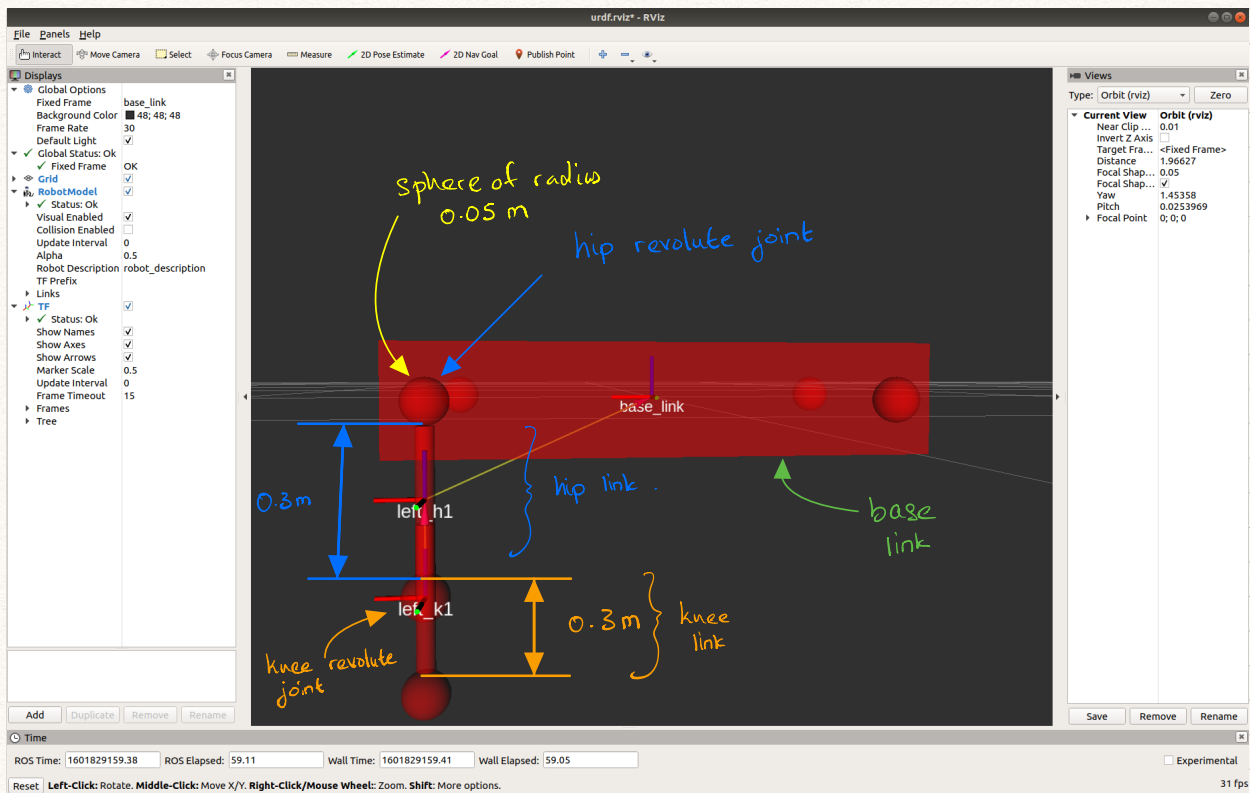 urdf.rviz* - RViz
File Panels Help
Interact Move Camera Select Focus Camera Measure 2D Pose Estimate 2D Nav Goal Publish Point
Displays
Global Options
Fixed Frame base_link
Background Color 48; 48; 48
Frame Rate 30
Default Light
Global Status: Ok
Fixed Frame OK
Grid
RobotModel
Status: Ok
Visual Enabled
Collision Enabled
Update Interval 0
Alpha 0.5
Robot Description robot_description
TF Prefix
Links
TF
Status: Ok
Show Names
Show Axes
Show Arrows
Marker Scale 0.5
Update Interval 0
Frame Timeout 15
Frames
Tree
Add Duplicate Remove Rename
sphere of radius
0.05 m
hip revolute joint
base_link
0.3m
left_h1
hip link .
base
link
left_k1
0.3m
knee
link
knee revolute
joint
Views
Type: Orbit (rviz) Zero
Current View Orbit (rviz)
Near Clip ... 0.01
Invert Z Axis
Target Fra... <Fixed Frame>
Distance 1.96627
Focal Shap... 0.05
Focal Shap...
Yaw 1.45358
Pitch 0.0253969
Focal Point 0; 0; 0
Save Remove Rename
Time
ROS Time: 1601829159.38 ROS Elapsed: 59.11 Wall Time: 1601829159.41 Wall Elapsed: 59.05 Experimental
Reset Left-Click: Rotate. Middle-Click: Move X/Y. Right-Click/Mouse Wheel:: Zoom. Shift: More options. 31 fps